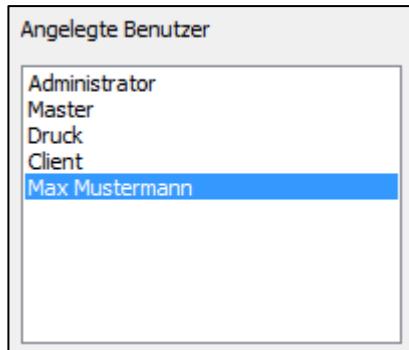 Angelegte Benutzer
Administrator
Master
Druck
Client
Max Mustermann